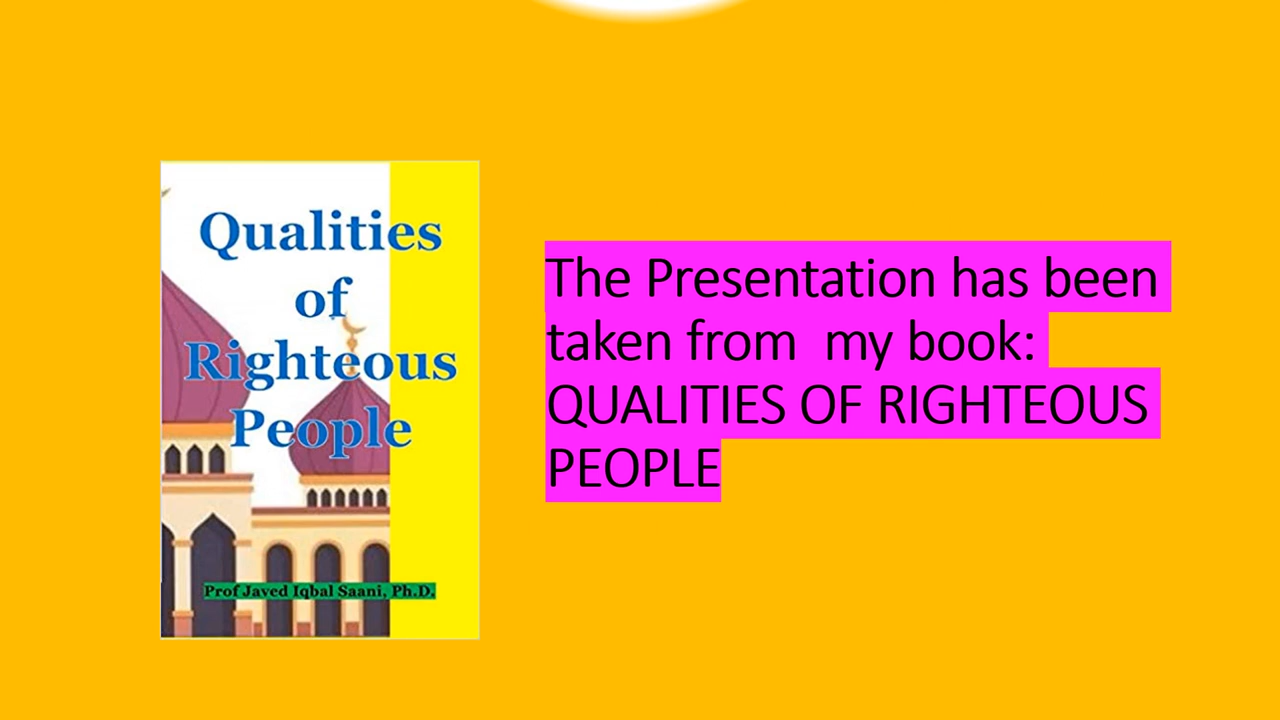 Qualities
of
Righteous
People
Prof Javed Iqbal Saani, Ph.D.
The Presentation has been
taken from  my book:
QUALITIES OF RIGHTEOUS
PEOPLE